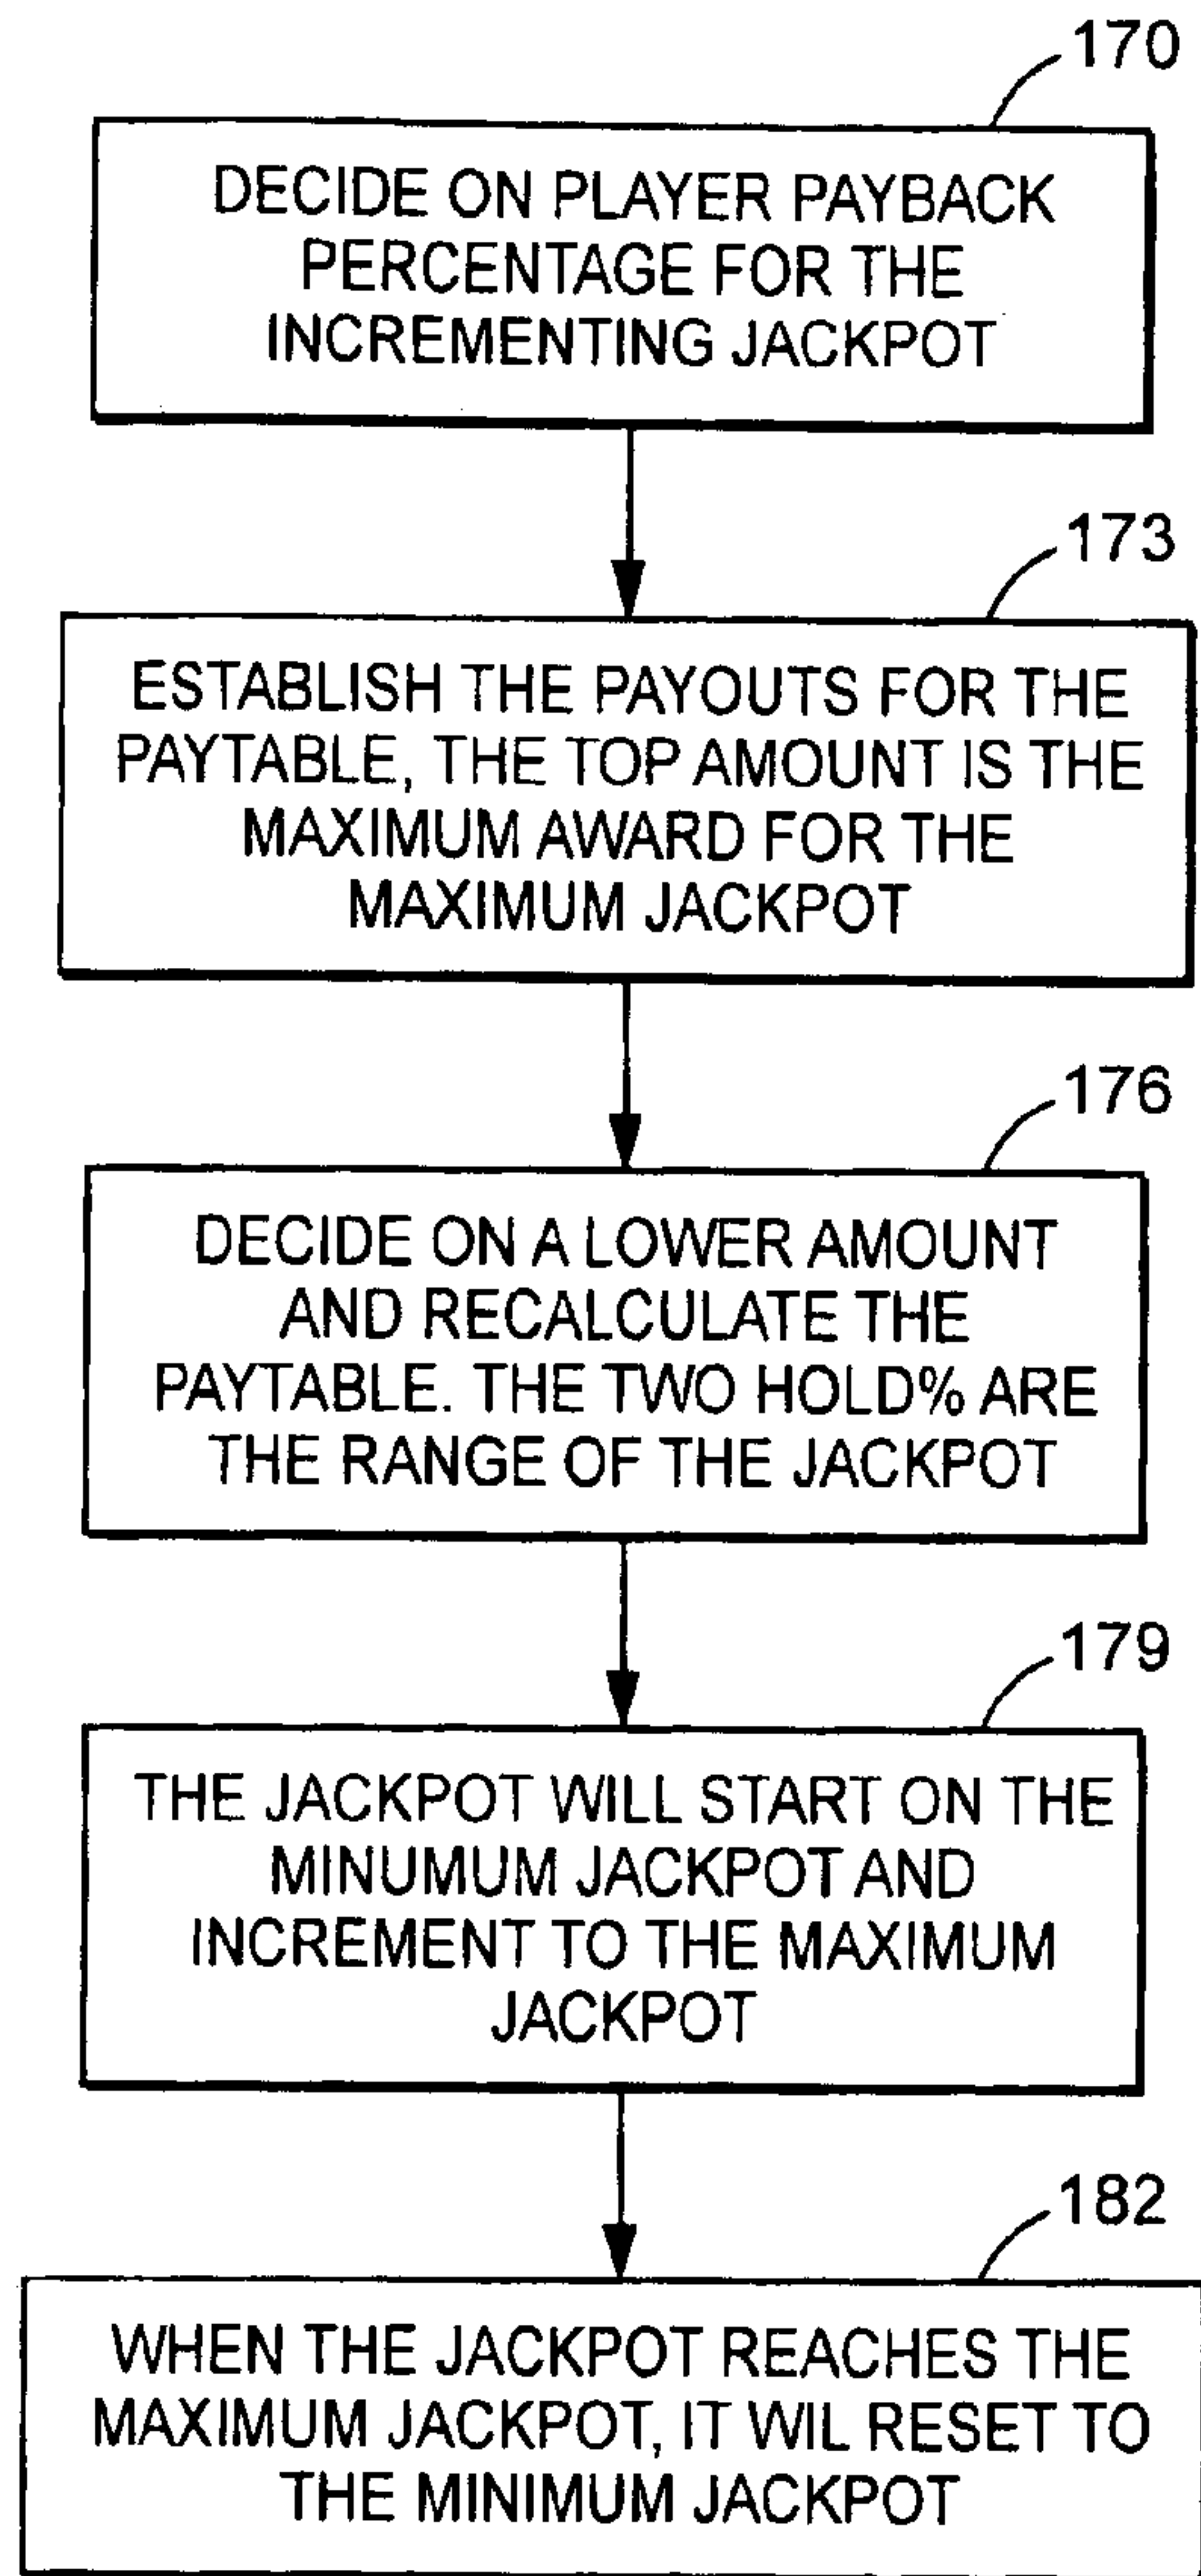 170
DECIDE ON PLAYER PAYBACK
PERCENTAGE FOR THE
INCREMENTING JACKPOT
173
ESTABLISH THE PAYOUTS FOR THE
PAYTABLE, THE TOP AMOUNT IS THE
MAXIMUM AWARD FOR THE
MAXIMUM JACKPOT
176
DECIDE ON A LOWER AMOUNT
AND RECALCULATE THE
PAYTABLE. THE TWO HOLD% ARE
THE RANGE OF THE JACKPOT
179
THE JACKPOT WILL START ON THE
MINUMUM JACKPOT AND
INCREMENT TO THE MAXIMUM
JACKPOT
182
WHEN THE JACKPOT REACHES THE
MAXIMUM JACKPOT, IT WIL RESET TO
THE MINIMUM JACKPOT